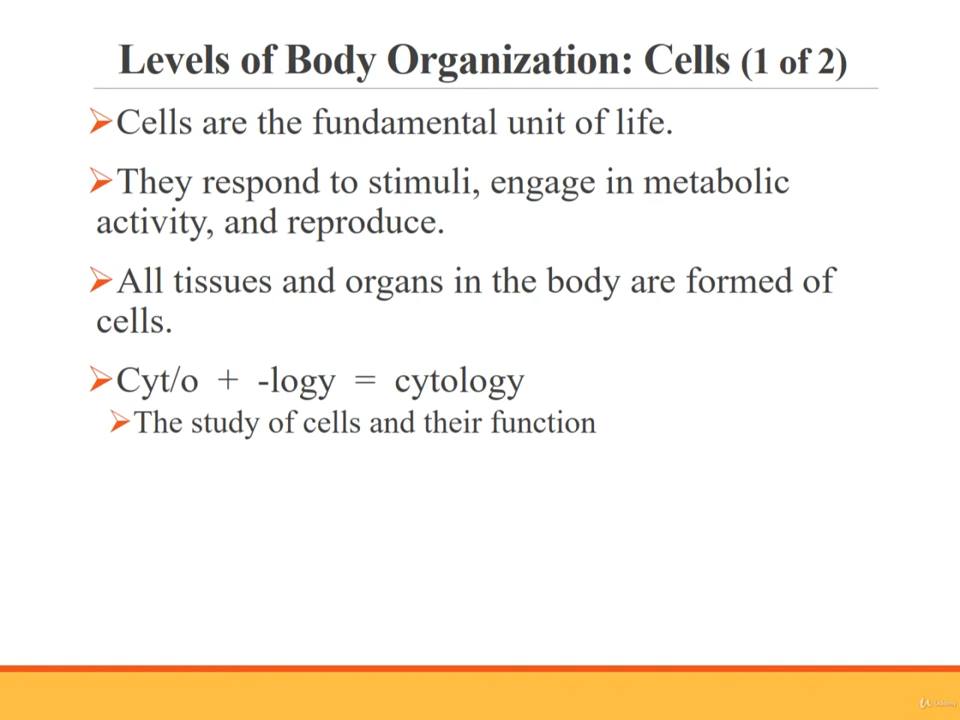 Levels of Body Organization: Cells (1 of 2)
➢Cells are the fundamental unit of life.
➢They respond to stimuli, engage in metabolic
activity, and reproduce.
➢All tissues and organs in the body are formed of
cells.
➢Cyt/o + -logy = cytology
➢The study of cells and their function
Udemy